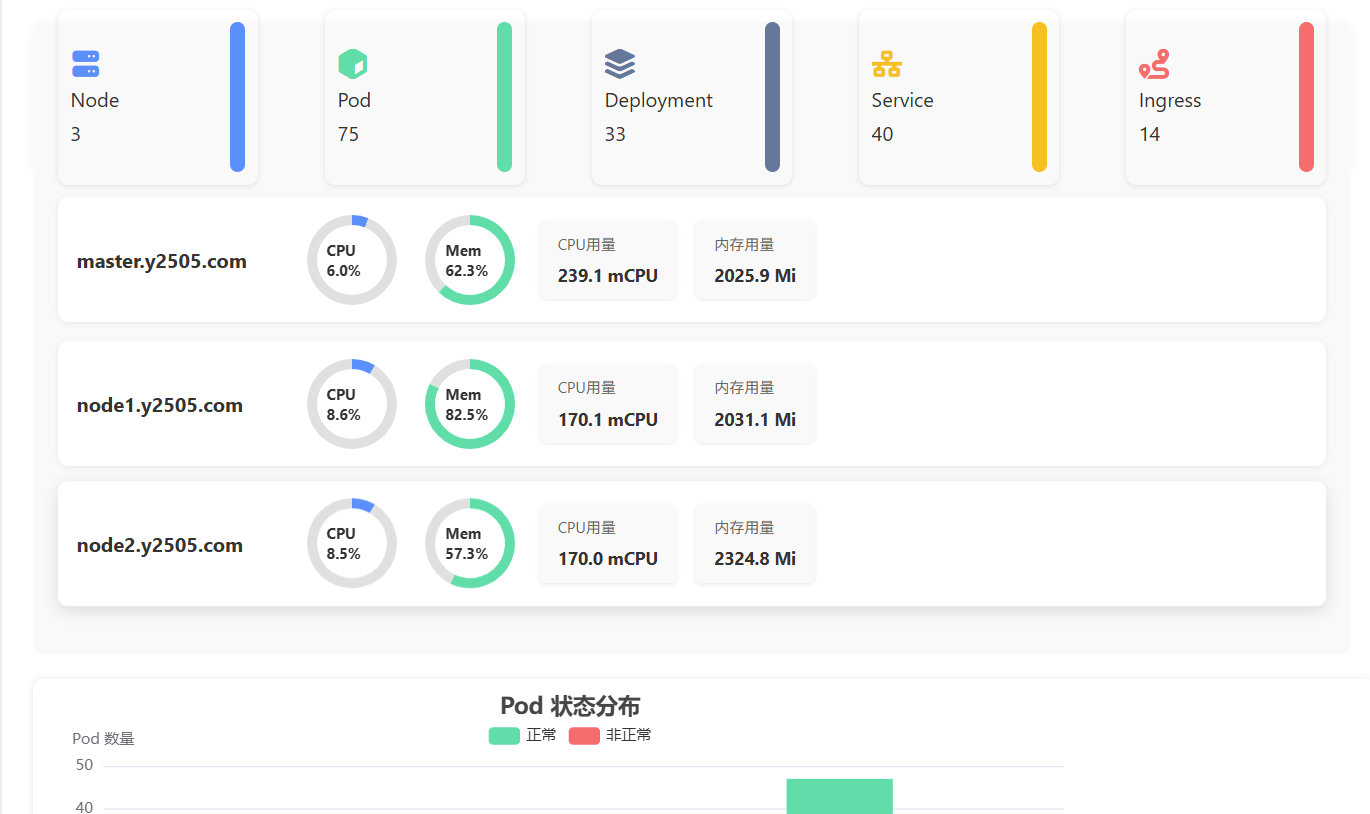 Node
3
Pod
75
Deployment
33
Service
40
Ingress
14
master.y2505.com
CPU
6.0%
Mem
62.3%
CPU用量
239.1 mCPU
内存用量
2025.9 Mi
node1.y2505.com
CPU
8.6%
Mem
82.5%
CPU用量
170.1 mCPU
内存用量
2031.1 Mi
node2.y2505.com
CPU
8.5%
Mem
57.3%
CPU用量
170.0 mCPU
内存用量
2324.8 Mi
Pod 状态分布
正常
非正常
Pod 数量
50
40